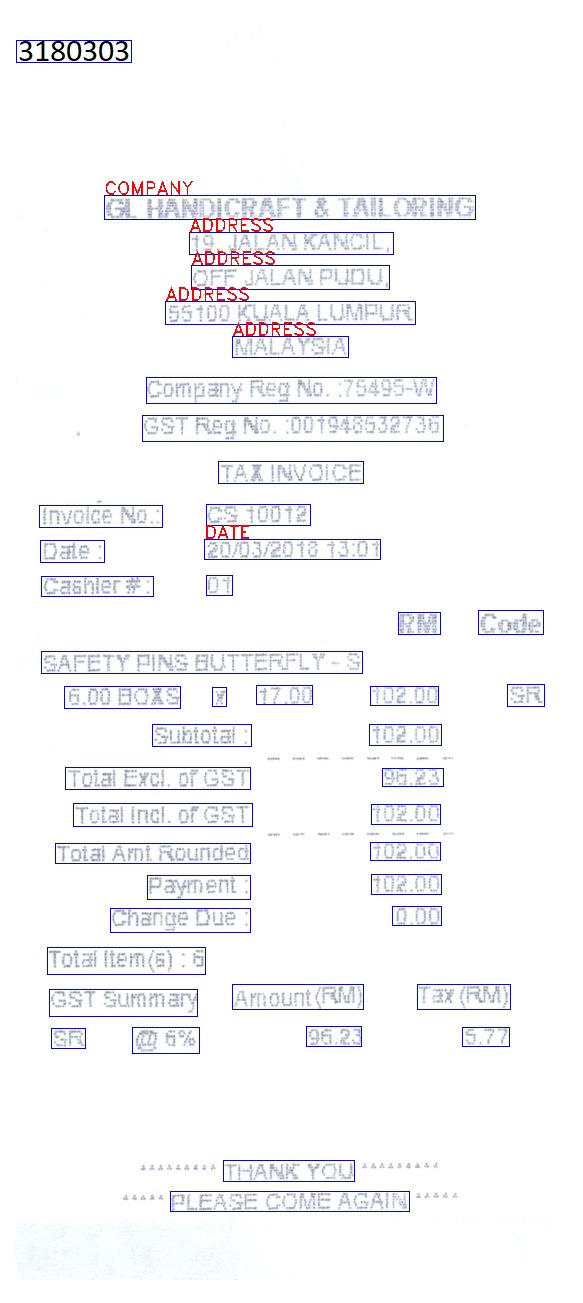 3180303
COMPANY
GL HANDICRAFT & TAILORING
ADDRESS
19, JALAN KANCIL,
ADDRESS
OFF JALAN PUDU,
ADDRESS
55100 KUALA LUMPUR
ADDRESS
MALAYSIA
Company Reg No. :75495-W
GST Reg No. :001948532736
TAX INVOICE
Invoice No.: CS 10012
DATE
Date : 20/03/2018 13:01
Cashier #: 01
RM Code
SAFETY PINS BUTTERFLY - S
6.00 BOXS x 17.00 102.00 SR
Subtotal : 102.00
Total Excl. of GST 96.23
Total Incl. of GST 102.00
Total Amt Rounded 102.00
Payment : 102.00
Change Due : 0.00
Total Item(s) : 6
GST Summary Amount(RM) Tax (RM)
SR @ 6% 96.23 5.77
********* THANK YOU *********
***** PLEASE COME AGAIN *****